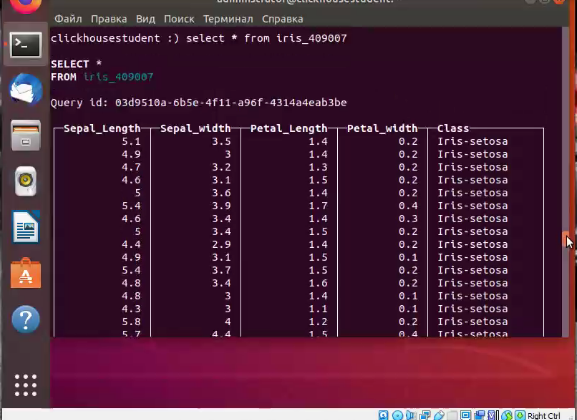 Файл Правка Вид Поиск Терминал Справка
clickhousestudent :) select * from iris_409007
SELECT *
FROM iris_409007
Query id: 03d9510a-6b5e-4f11-a96f-4314a4eab3be
Sepal_Length Sepal_width Petal_Length Petal_width Class
5.1 3.5 1.4 0.2 Iris-setosa
4.9 3 1.4 0.2 Iris-setosa
4.7 3.2 1.3 0.2 Iris-setosa
4.6 3.1 1.5 0.2 Iris-setosa
5 3.6 1.4 0.2 Iris-setosa
5.4 3.9 1.7 0.4 Iris-setosa
4.6 3.4 1.4 0.3 Iris-setosa
5 3.4 1.5 0.2 Iris-setosa
4.4 2.9 1.4 0.2 Iris-setosa
4.9 3.1 1.5 0.1 Iris-setosa
5.4 3.7 1.5 0.2 Iris-setosa
4.8 3.4 1.6 0.2 Iris-setosa
4.8 3 1.4 0.1 Iris-setosa
4.3 3 1.1 0.1 Iris-setosa
5.8 4 1.2 0.2 Iris-setosa
5.7 4.4 1.5 0.4 Iris-setosa
Right Ctrl